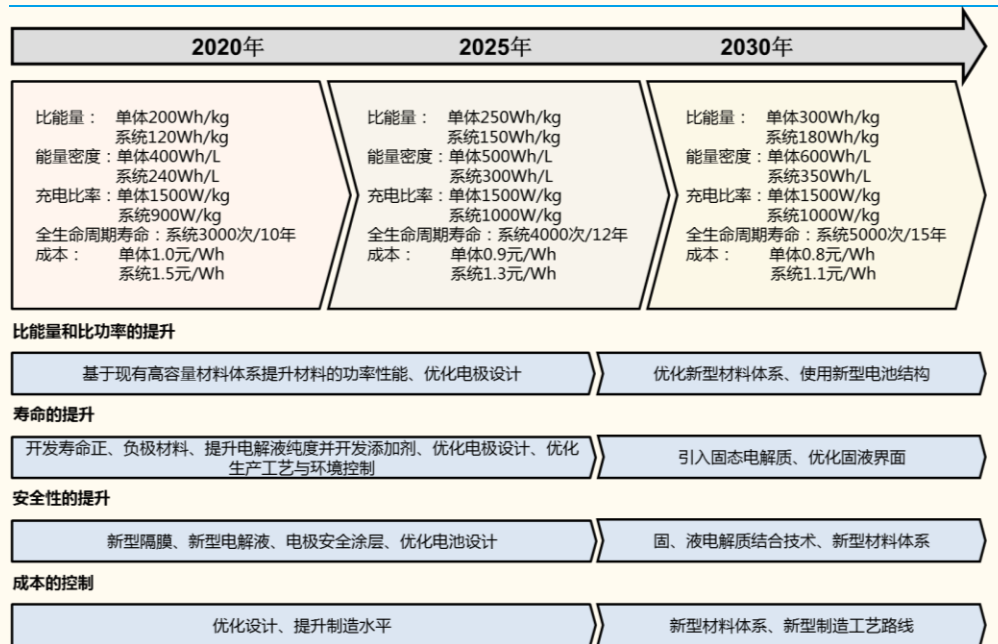 2020年 2025年 2030年
比能量： 单体200Wh/kg
系统120Wh/kg
能量密度：单体400Wh/L
系统240Wh/L
充电比率：单体1500W/kg
系统900W/kg
全生命周期寿命：系统3000次/10年
成本： 单体1.0元/Wh
系统1.5元/Wh
比能量： 单体250Wh/kg
系统150Wh/kg
能量密度：单体500Wh/L
系统300Wh/L
充电比率：单体1500W/kg
系统1000W/kg
全生命周期寿命：系统4000次/12年
成本： 单体0.9元/Wh
系统1.3元/Wh
比能量： 单体300Wh/kg
系统180Wh/kg
能量密度：单体600Wh/L
系统350Wh/L
充电比率：单体1500W/kg
系统1000W/kg
全生命周期寿命：系统5000次/15年
成本： 单体0.8元/Wh
系统1.1元/Wh
比能量和比功率的提升
基于现有高容量材料体系提升材料的功率性能、优化电极设计
优化新型材料体系、使用新型电池结构
寿命的提升
开发寿命正、负极材料、提升电解液纯度并开发添加剂、优化电极设计、优化
生产工艺与环境控制
引入固态电解质、优化固液界面
安全性的提升
新型隔膜、新型电解液、电极安全涂层、优化电池设计
固、液电解质结合技术、新型材料体系
成本的控制
优化设计、提升制造水平
新型材料体系、新型制造工艺路线